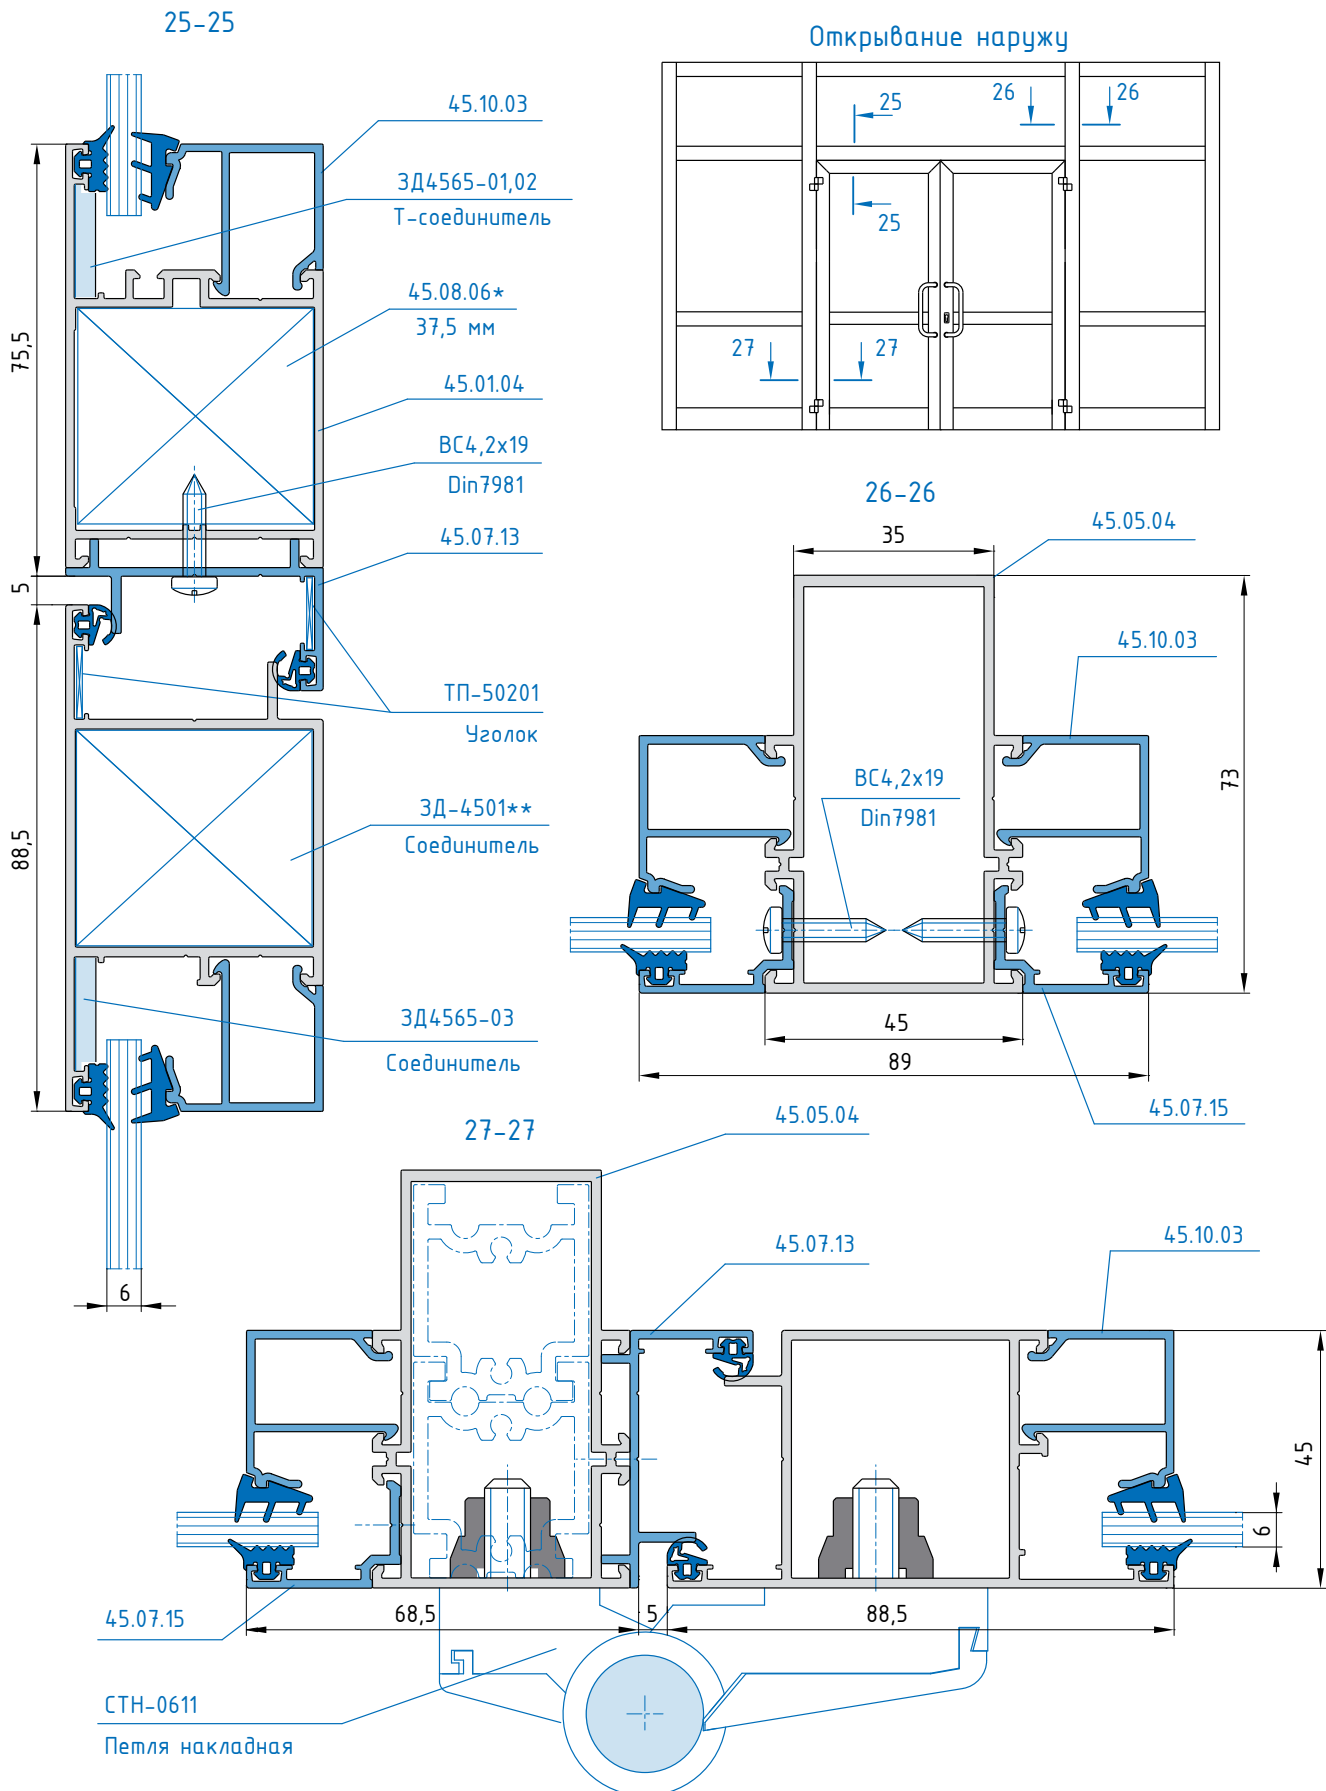 25-25
Открывание наружу
45.10.03
ЗД4565-01,02
Т-соединитель
45.08.06*
37,5 мм
45.01.04
ВС4,2х19
Din7981
45.07.13
ТП-50201
Уголок
ЗД-4501**
Соединитель
ЗД4565-03
Соединитель
75,5
5
88,5
6
25
25
26
26
27
27
26-26
35
45.05.04
45.10.03
ВС4,2х19
Din7981
73
45
89
45.07.15
27-27
45.05.04
45.07.13
45.10.03
45
6
68,5
5
88,5
45.07.15
СТН-0611
Петля накладная